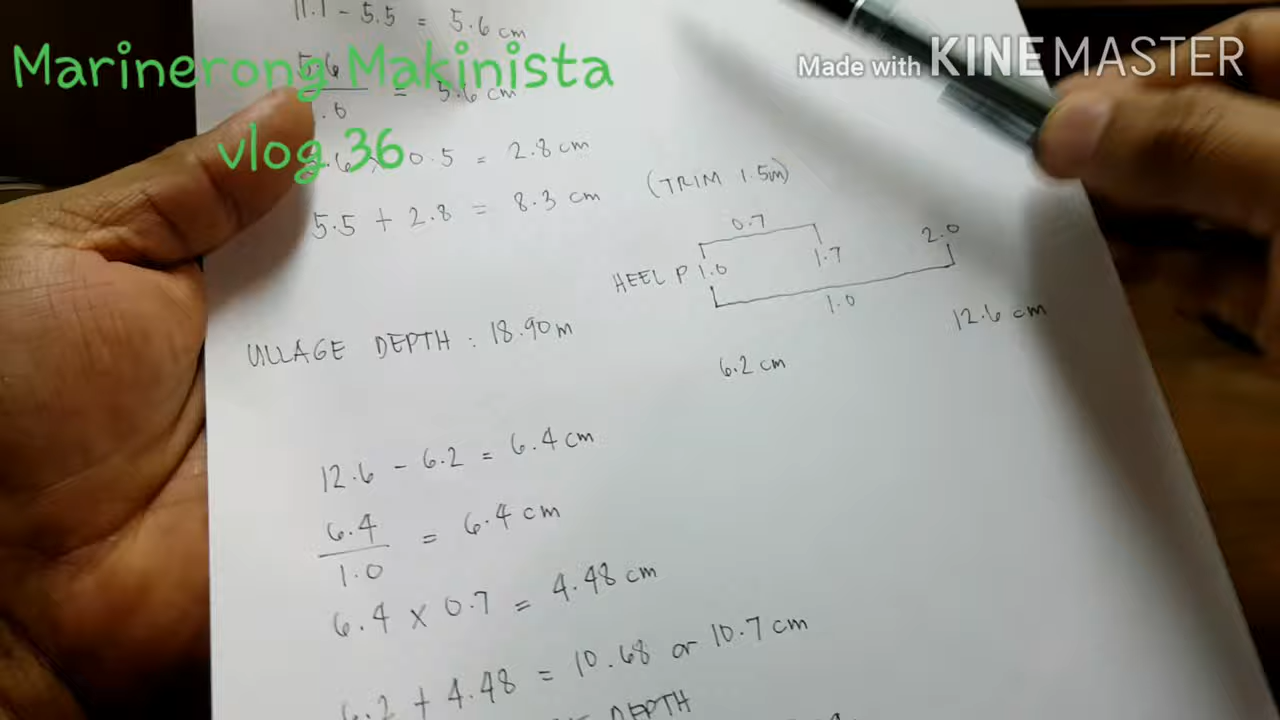 11.1 - 5.5 = 5.6 cm
Marinerong Makinista
Made with KINEMASTER
5.6
= 5.6 cm
vlog 36
0.5 = 2.8 cm
5.5 + 2.8 = 8.3 cm
(TRIM 1.5m)
0.7
HEEL P 1.0 1.7 2.0
1.0
ULLAGE DEPTH : 18.90 m
6.2 cm 12.6 cm
12.6 - 6.2 = 6.4 cm
6.4
= 6.4 cm
1.0
6.4 x 0.7 = 4.48 cm
6.2 + 4.48 = 10.68 or 10.7 cm
DEPTH